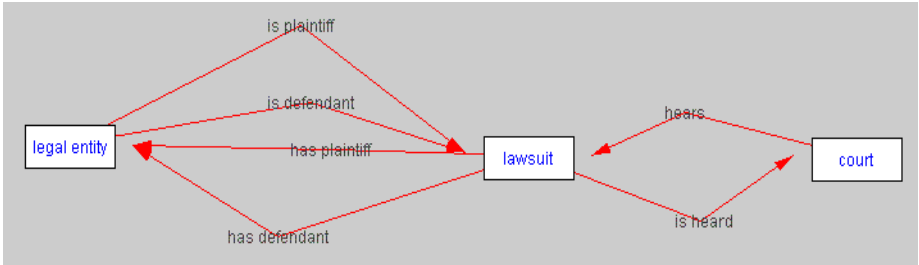 is plaintiff
is defendant
hears
legal entity
has plaintiff
lawsuit
court
is heard
has defendant